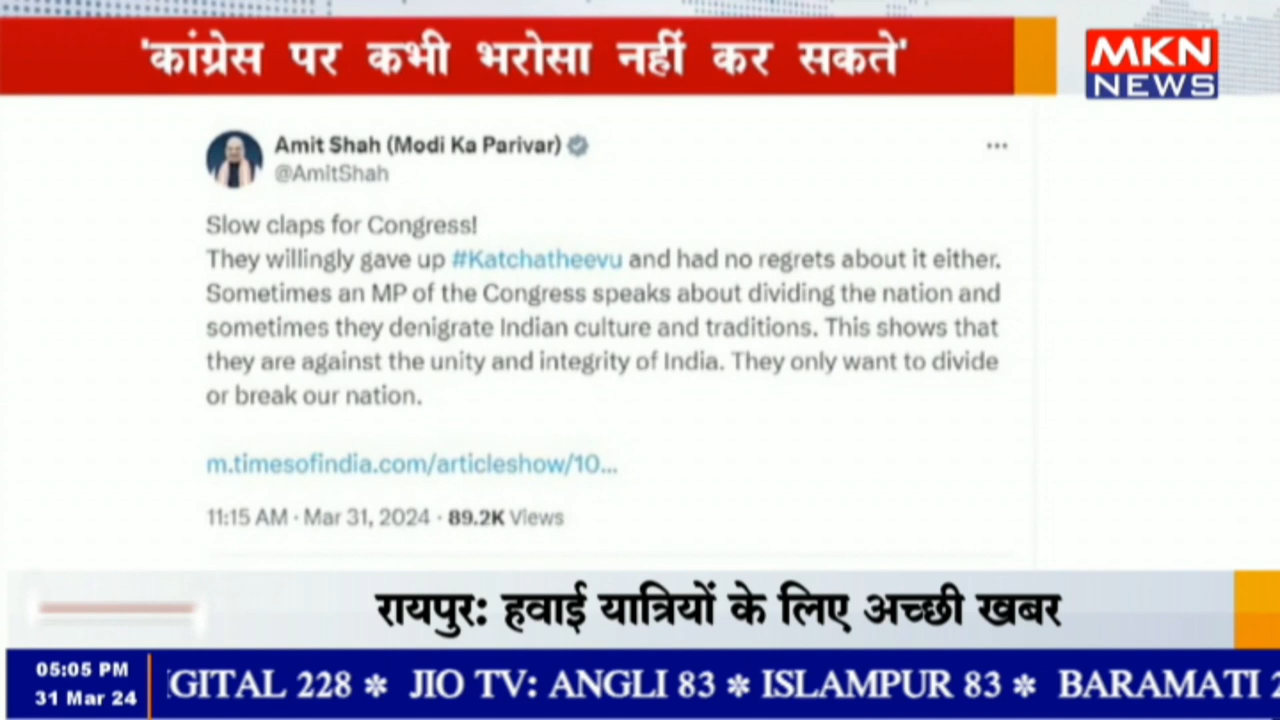 'कांग्रेस पर कभी भरोसा नहीं कर सकते'
MKN
NEWS
Amit Shah (Modi Ka Parivar)
@AmitShah
Slow claps for Congress!
They willingly gave up #Katchatheevu and had no regrets about it either.
Sometimes an MP of the Congress speaks about dividing the nation and
sometimes they denigrate Indian culture and traditions. This shows that
they are against the unity and integrity of India. They only want to divide
or break our nation.
m.timesofindia.com/articleshow/10...
11:15 AM · Mar 31, 2024 · 89.2K Views
रायपुर: हवाई यात्रियों के लिए अच्छी खबर
05:05 PM
31 Mar 24
IGITAL 228 ✻ JIO TV: ANGLI 83 ✻ ISLAMPUR 83 ✻ BARAMATI 2